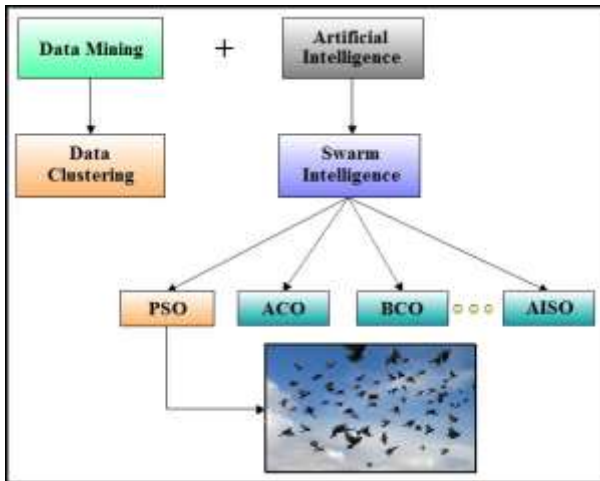 Data Mining
+
Artificial
Intelligence
Data
Clustering
Swarm
Intelligence
PSO
ACO
BCO
AISO